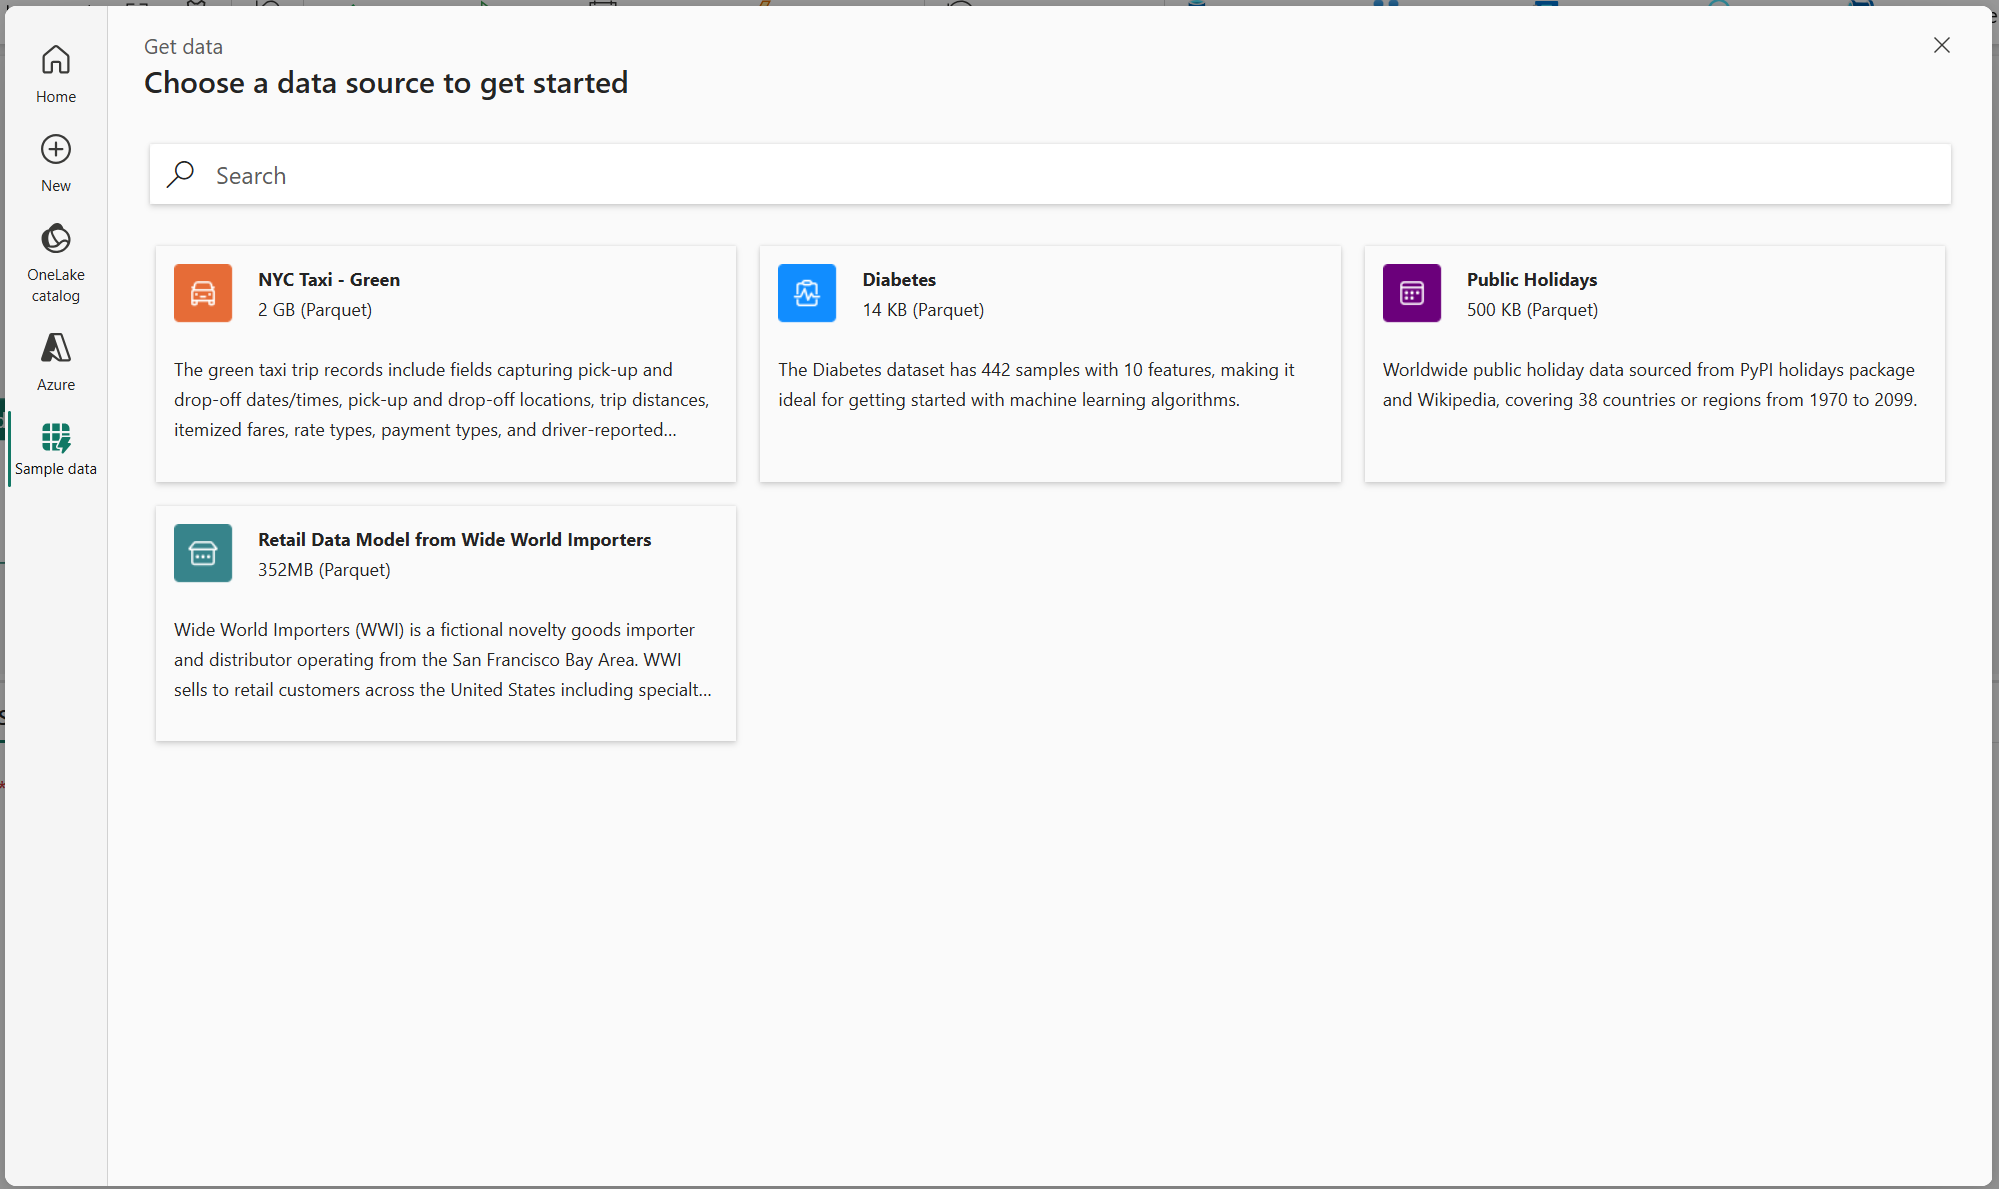 Get data
Choose a data source to get started
Home
New
OneLake
catalog
Azure
Sample data
Search
NYC Taxi - Green
2 GB (Parquet)
The green taxi trip records include fields capturing pick-up and
drop-off dates/times, pick-up and drop-off locations, trip distances,
itemized fares, rate types, payment types, and driver-reported...
Diabetes
14 KB (Parquet)
The Diabetes dataset has 442 samples with 10 features, making it
ideal for getting started with machine learning algorithms.
Public Holidays
500 KB (Parquet)
Worldwide public holiday data sourced from PyPI holidays package
and Wikipedia, covering 38 countries or regions from 1970 to 2099.
Retail Data Model from Wide World Importers
352MB (Parquet)
Wide World Importers (WWI) is a fictional novelty goods importer
and distributor operating from the San Francisco Bay Area. WWI
sells to retail customers across the United States including specialt...